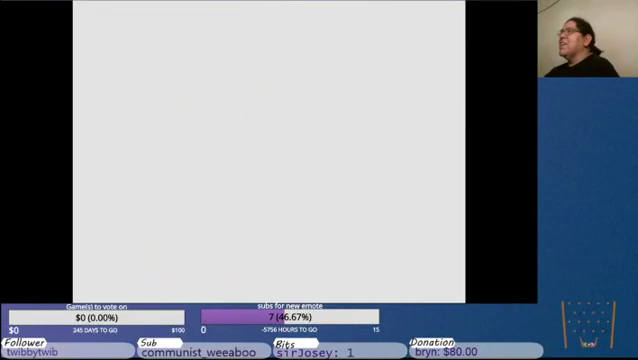 Game(s) to vote on
$0 (0.00%)
$0 245 DAYS TO GO $100
subs for new emote
7 (46.67%)
0 -5756 HOURS TO GO 15
Follower
twibbytwib
Sub
communist_weeaboo
Bits
sirJosey: 1
Donation
bryn: $80.00